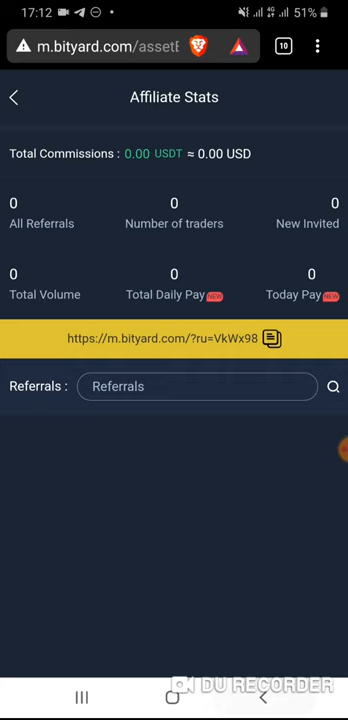 17:12 51%
m.bityard.com/asset 10
Affiliate Stats
Total Commissions : 0.00 USDT ≈ 0.00 USD
0 0 0
All Referrals Number of traders New Invited
0 0 0
Total Volume Total Daily Pay NEW Today Pay NEW
https://m.bityard.com/?ru=VkWx98
Referrals : Referrals
DU RECORDER